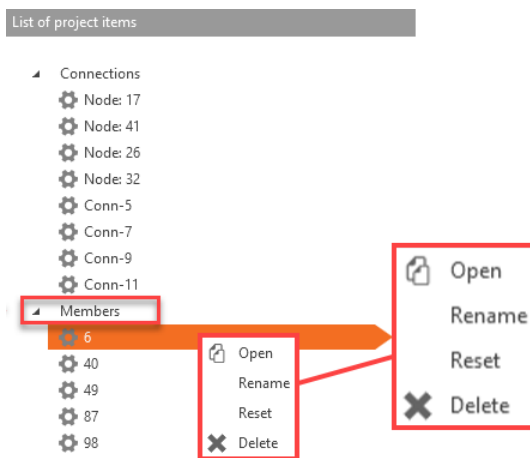 List of project items
Connections
Node: 17
Node: 41
Node: 26
Node: 32
Conn-5
Conn-7
Conn-9
Conn-11
Members
6
40
49
87
98
Open
Rename
Reset
Delete
Open
Rename
Reset
Delete